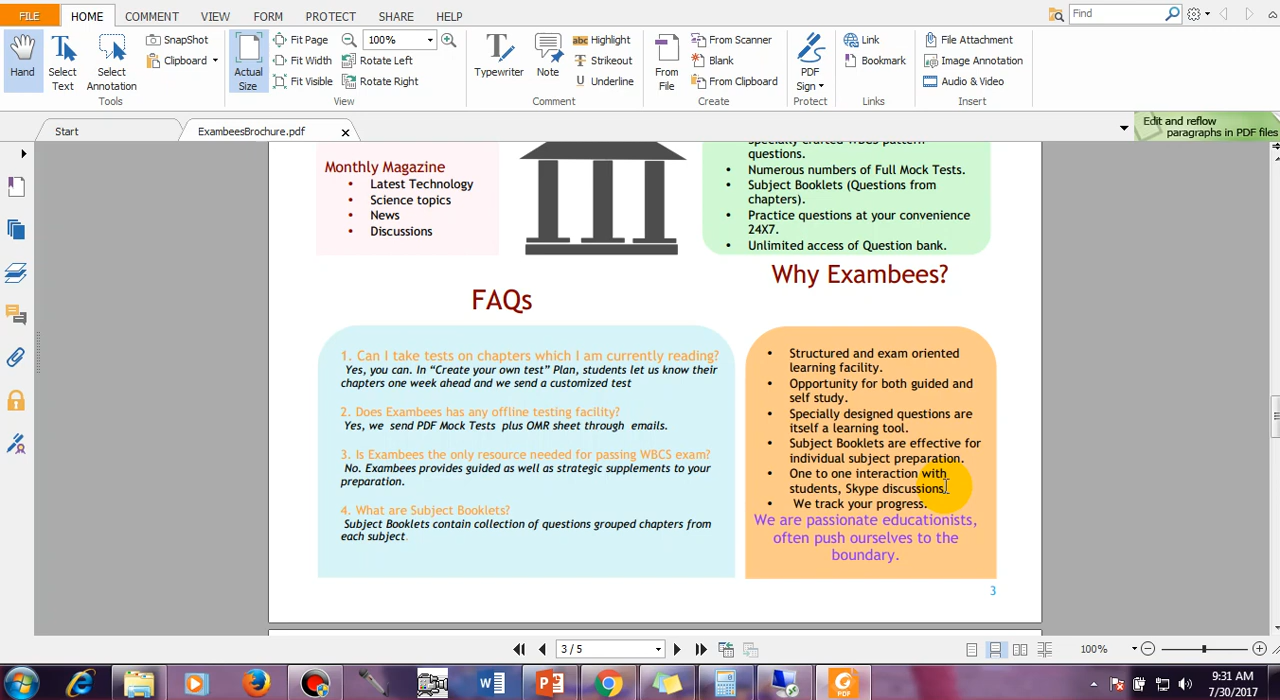 FILE
HOME
COMMENT
VIEW
FORM
PROTECT
SHARE
HELP
Find
Hand
Select
Text
Select
Annotation
SnapShot
Clipboard
Tools
Actual
Size
Fit Page
Fit Width
Fit Visible
100%
Rotate Left
Rotate Right
View
Typewriter
Note
Highlight
Strikeout
Underline
Comment
From
File
From Scanner
Blank
From Clipboard
Create
PDF
Sign
Protect
Link
Bookmark
Links
File Attachment
Image Annotation
Audio & Video
Insert
Start
ExambeesBrochure.pdf
Edit and reflow
paragraphs in PDF files
Monthly Magazine
• Latest Technology
• Science topics
• News
• Discussions
Specially crafted WBCS pattern
questions.
• Numerous numbers of Full Mock Tests.
• Subject Booklets (Questions from
chapters).
• Practice questions at your convenience
24X7.
• Unlimited access of Question bank.
FAQs
1. Can I take tests on chapters which I am currently reading?
Yes, you can. In “Create your own test” Plan, students let us know their
chapters one week ahead and we send a customized test
2. Does Exambees has any offline testing facility?
Yes, we send PDF Mock Tests plus OMR sheet through emails.
3. Is Exambees the only resource needed for passing WBCS exam?
No. Exambees provides guided as well as strategic supplements to your
preparation.
4. What are Subject Booklets?
Subject Booklets contain collection of questions grouped chapters from
each subject.
Why Exambees?
• Structured and exam oriented
learning facility.
• Opportunity for both guided and
self study.
• Specially designed questions are
itself a learning tool.
• Subject Booklets are effective for
individual subject preparation.
• One to one interaction with
students, Skype discussions.
• We track your progress.
We are passionate educationists,
often push ourselves to the
boundary.
3
3 / 5
100%
9:31 AM
7/30/2017